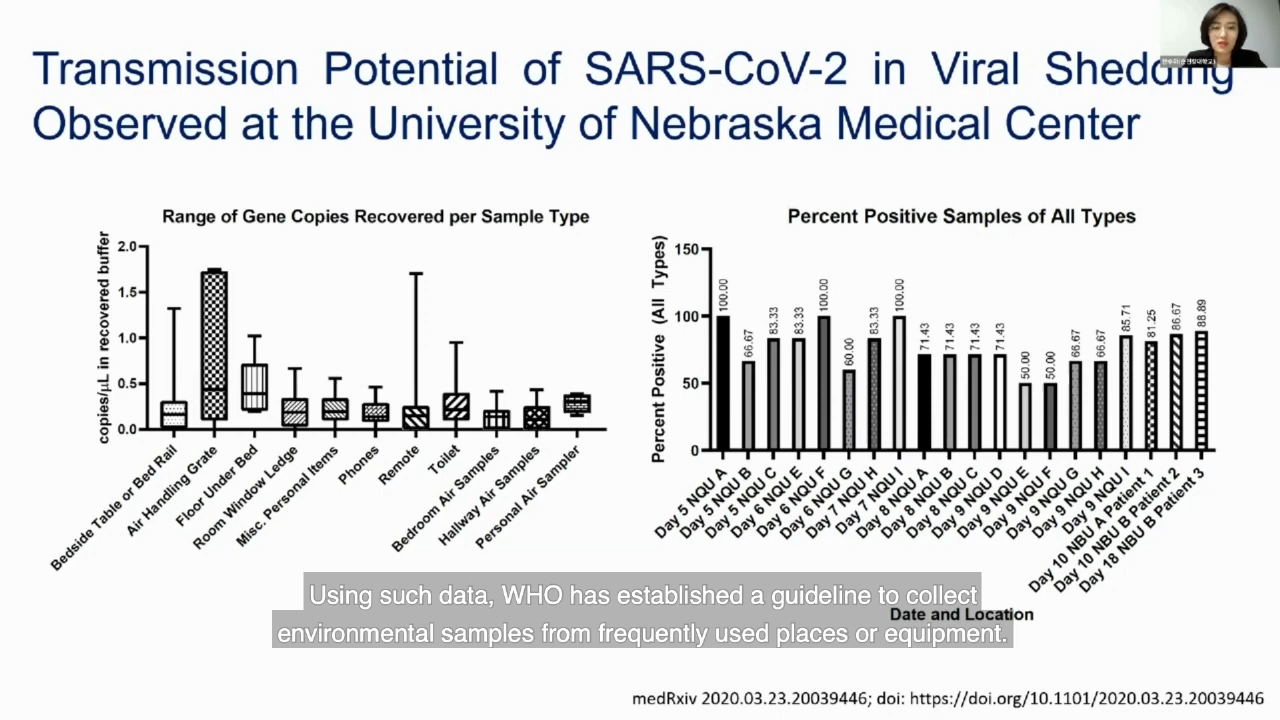 Transmission Potential of SARS-CoV-2 in Viral Shedding
Observed at the University of Nebraska Medical Center
Range of Gene Copies Recovered per Sample Type
copies/μL in recovered buffer
2.0
1.5
1.0
0.5
0.0
Bedside Table or Bed Rail
Air Handling Grate
Floor Under Bed
Room Window Ledge
Misc. Personal Items
Phones
Remote
Toilet
Bedroom Air Samples
Hallway Air Samples
Personal Air Sampler
Percent Positive Samples of All Types
Percent Positive (All Types)
150
100
50
0
100.00
66.67
83.33
83.33
100.00
60.00
83.33
100.00
71.43
71.43
71.43
71.43
50.00
50.00
66.67
66.67
85.71
81.25
86.67
88.89
Day 5 NQU A
Day 5 NQU B
Day 5 NQU C
Day 6 NQU E
Day 6 NQU F
Day 6 NQU G
Day 7 NQU H
Day 7 NQU I
Day 8 NQU A
Day 8 NQU B
Day 8 NQU C
Day 9 NQU D
Day 9 NQU E
Day 9 NQU F
Day 9 NQU G
Day 9 NQU H
Day 9 NQU I
Day 10 NBU A Patient 1
Day 10 NBU B Patient 2
Day 18 NBU B Patient 3
Date and Location
Using such data, WHO has established a guideline to collect
environmental samples from frequently used places or equipment.
medRxiv 2020.03.23.20039446; doi: https://doi.org/10.1101/2020.03.23.20039446